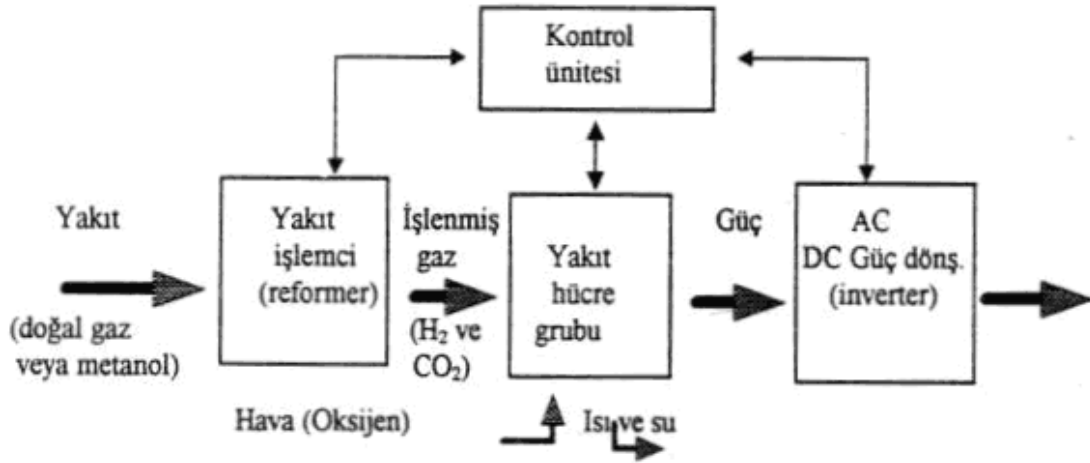 Kontrol
ünitesi
Yakıt
(doğal gaz
veya metanol)
Yakıt
işlemci
(reformer)
İşlenmiş
gaz
(H₂ ve
CO₂)
Yakıt
hücre
grubu
Güç
AC
DC Güç dönş.
(inverter)
Hava (Oksijen)
Isı ve su